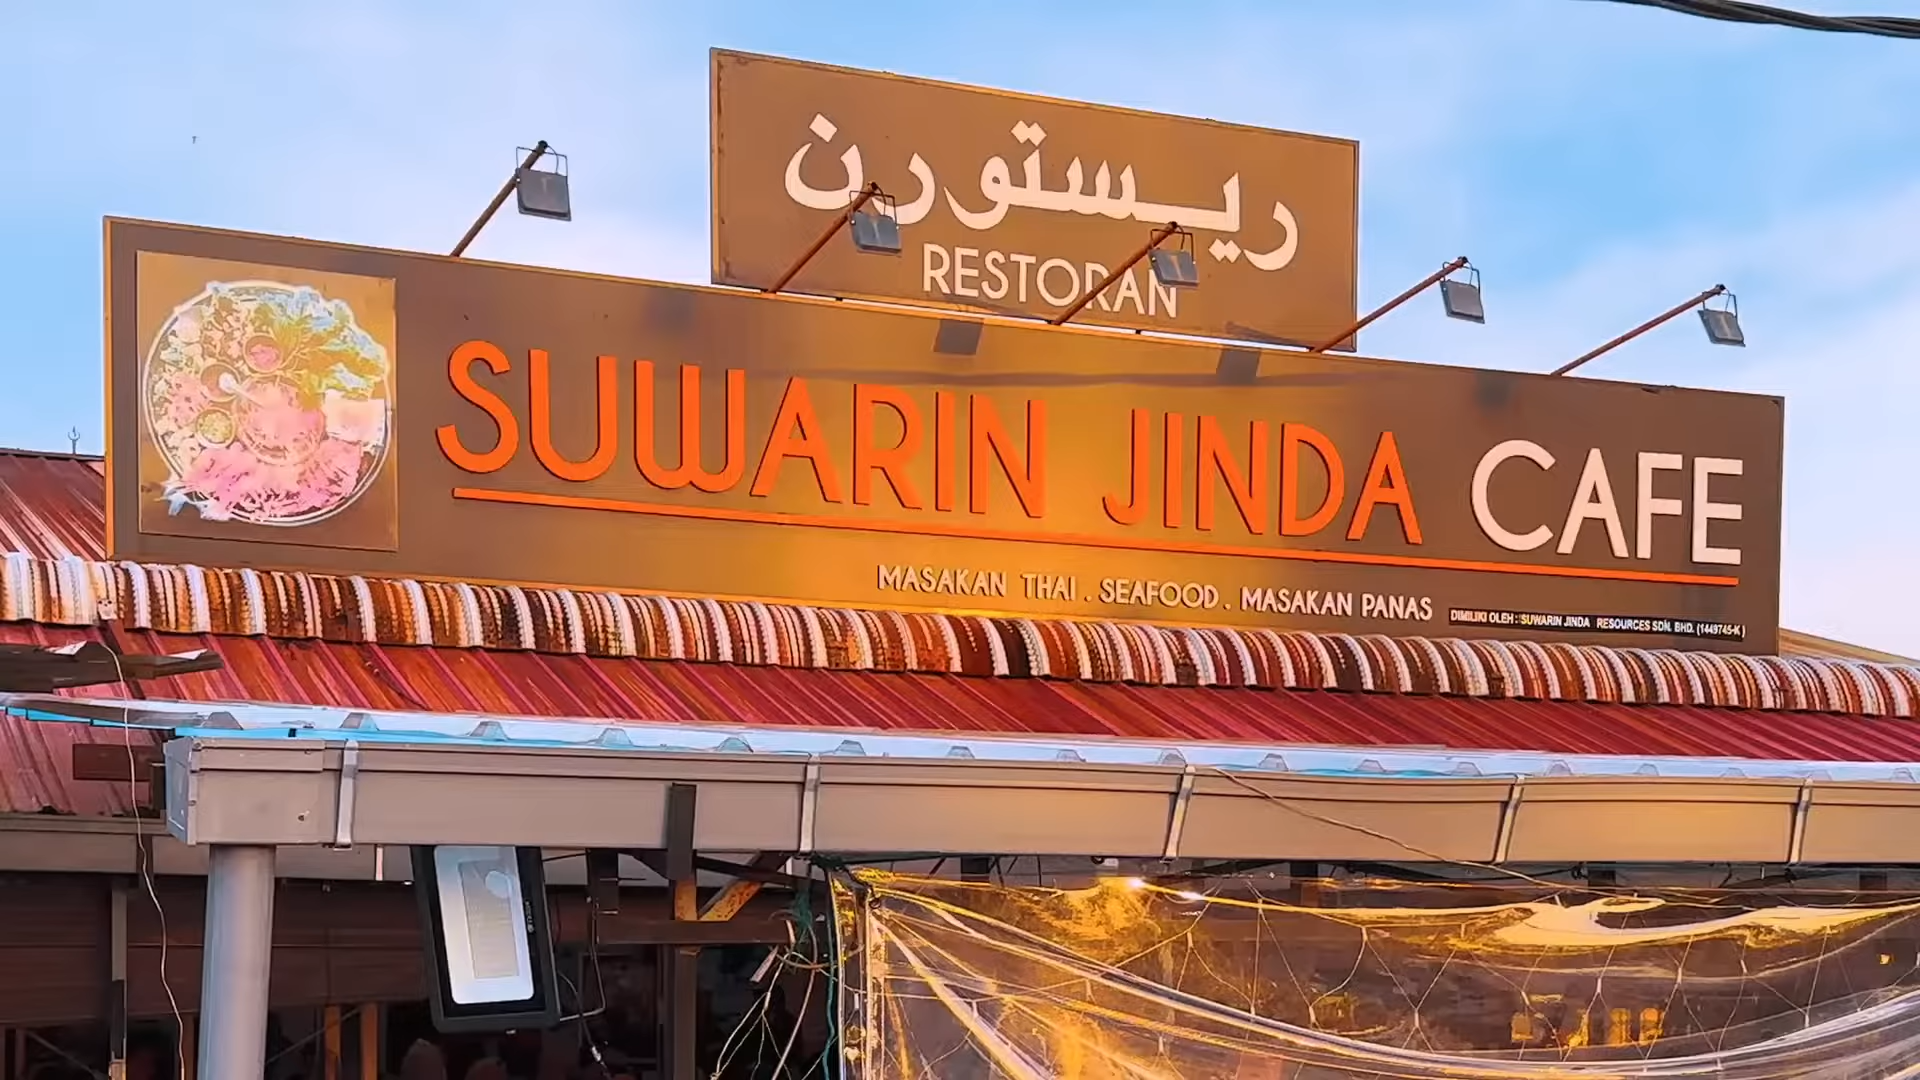 ريستورن
RESTORAN
SUWARIN JINDA CAFE
MASAKAN THAI . SEAFOOD . MASAKAN PANAS
DIMILIKI OLEH : SUWARIN JINDA RESOURCES SDN. BHD. (1449745-K)